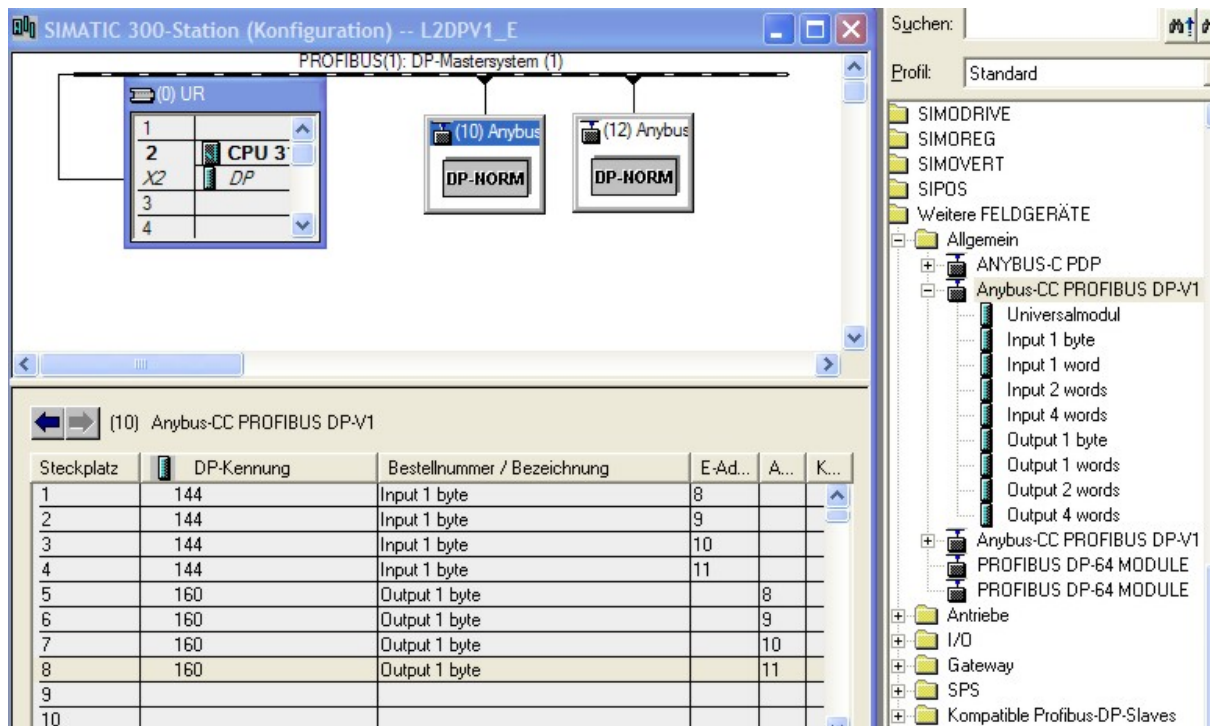 SIMATIC 300-Station (Konfiguration) -- L2DPV1_E
PROFIBUS(1): DP-Mastersystem (1)
(0) UR
1
2 CPU 3
X2 DP
3
4
(10) Anybus
DP-NORM
(12) Anybus
DP-NORM
(10) Anybus-CC PROFIBUS DP-V1
Steckplatz DP-Kennung Bestellnummer / Bezeichnung E-Ad... A... K...
1 144 Input 1 byte 8
2 144 Input 1 byte 9
3 144 Input 1 byte 10
4 144 Input 1 byte 11
5 160 Output 1 byte 8
6 160 Output 1 byte 9
7 160 Output 1 byte 10
8 160 Output 1 byte 11
9
10
Suchen:
Profil: Standard
SIMODRIVE
SIMOREG
SIMOVERT
SIPOS
Weitere FELDGERÄTE
Allgemein
ANYBUS-C PDP
Anybus-CC PROFIBUS DP-V1
Universalmodul
Input 1 byte
Input 1 word
Input 2 words
Input 4 words
Output 1 byte
Output 1 words
Output 2 words
Output 4 words
Anybus-CC PROFIBUS DP-V1
PROFIBUS DP-64 MODULE
PROFIBUS DP-64 MODULE
Antriebe
I/O
Gateway
SPS
Kompatible Profibus-DP-Slaves